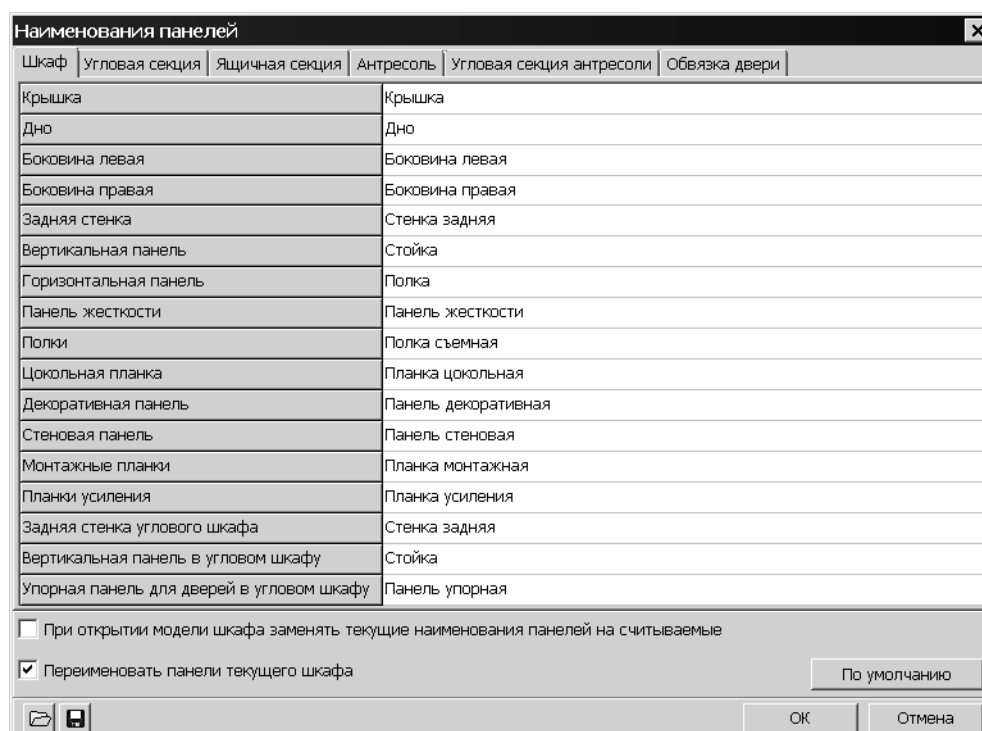 Наименования панелей
Шкаф Угловая секция Ящичная секция Антресоль Угловая секция антресоли Обвязка двери
Крышка Крышка
Дно Дно
Боковина левая Боковина левая
Боковина правая Боковина правая
Задняя стенка Стенка задняя
Вертикальная панель Стойка
Горизонтальная панель Полка
Панель жесткости Панель жесткости
Полки Полка съемная
Цокольная планка Планка цокольная
Декоративная панель Панель декоративная
Стеновая панель Панель стеновая
Монтажные планки Планка монтажная
Планки усиления Планка усиления
Задняя стенка углового шкафа Стенка задняя
Вертикальная панель в угловом шкафу Стойка
Упорная панель для дверей в угловом шкафу Панель упорная
При открытии модели шкафа заменять текущие наименования панелей на считываемые
Переименовать панели текущего шкафа
По умолчанию
ОК Отмена